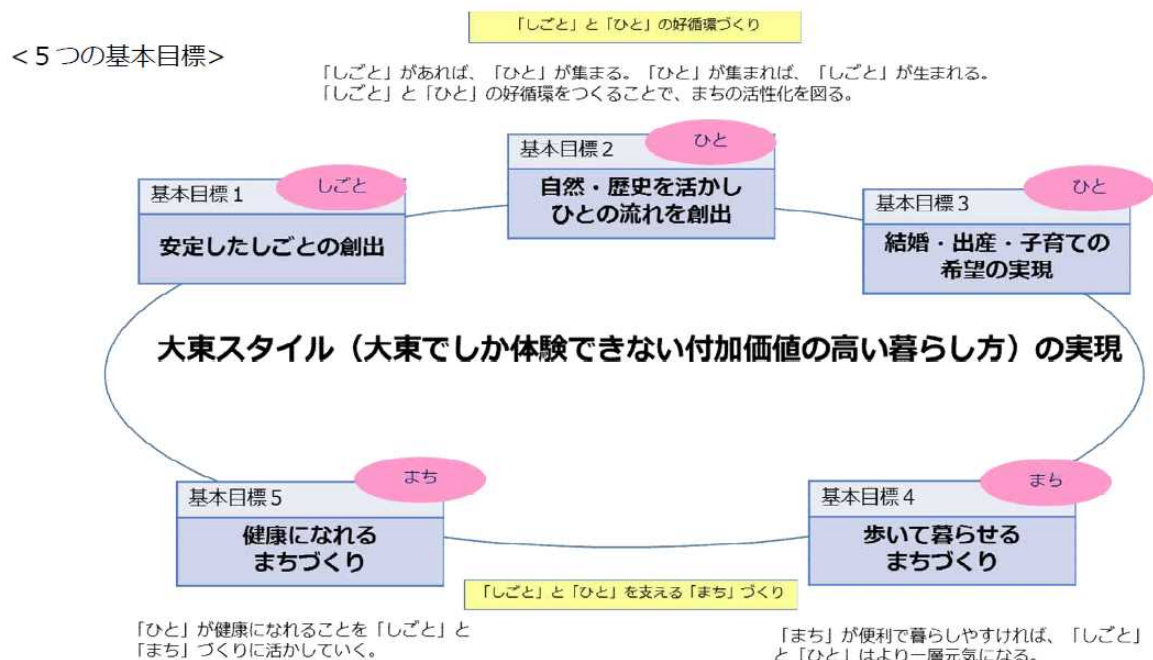 「しごと」と「ひと」の好循環づくり
<５つの基本目標>
「しごと」があれば、「ひと」が集まる。「ひと」が集まれば、「しごと」が生まれる。
「しごと」と「ひと」の好循環をつくることで、まちの活性化を図る。
基本目標１
しごと
安定したしごとの創出
基本目標２
ひと
自然・歴史を活かし
ひとの流れを創出
基本目標３
ひと
結婚・出産・子育ての
希望の実現
大東スタイル（大東でしか体験できない付加価値の高い暮らし方）の実現
基本目標５
まち
健康になれる
まちづくり
基本目標４
まち
歩いて暮らせる
まちづくり
「しごと」と「ひと」を支える「まち」づくり
「ひと」が健康になれることを「しごと」と
「まち」づくりに活かしていく。
「まち」が便利で暮らしやすければ、「しごと」
と「ひと」はより一層元気になる。